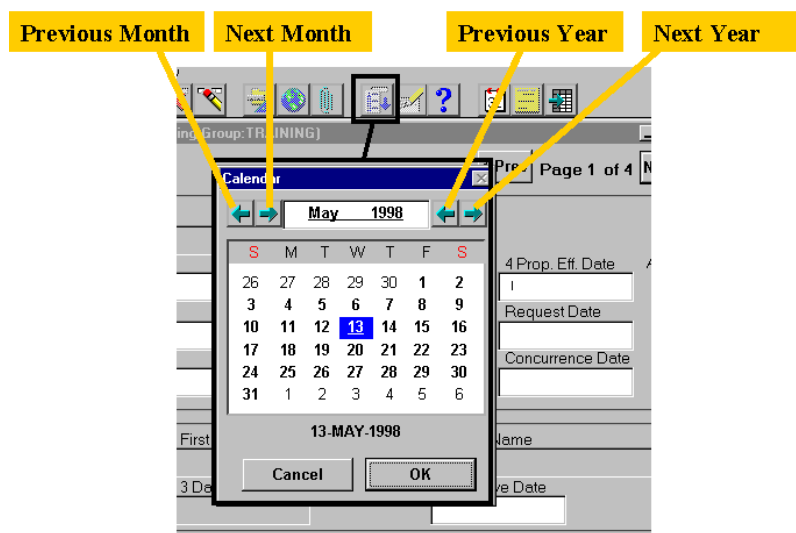 Previous Month Next Month Previous Year Next Year
ing Group:TRAINING)
Prev Page 1 of 4 N
Calendar
May 1998
S M T W T F S
26 27 28 29 30 1 2
3 4 5 6 7 8 9
10 11 12 13 14 15 16
17 18 19 20 21 22 23
24 25 26 27 28 29 30
31 1 2 3 4 5 6
13-MAY-1998
Cancel OK
4 Prop. Eff. Date
Request Date
Concurrence Date
First
Name
3 Da
ve Date